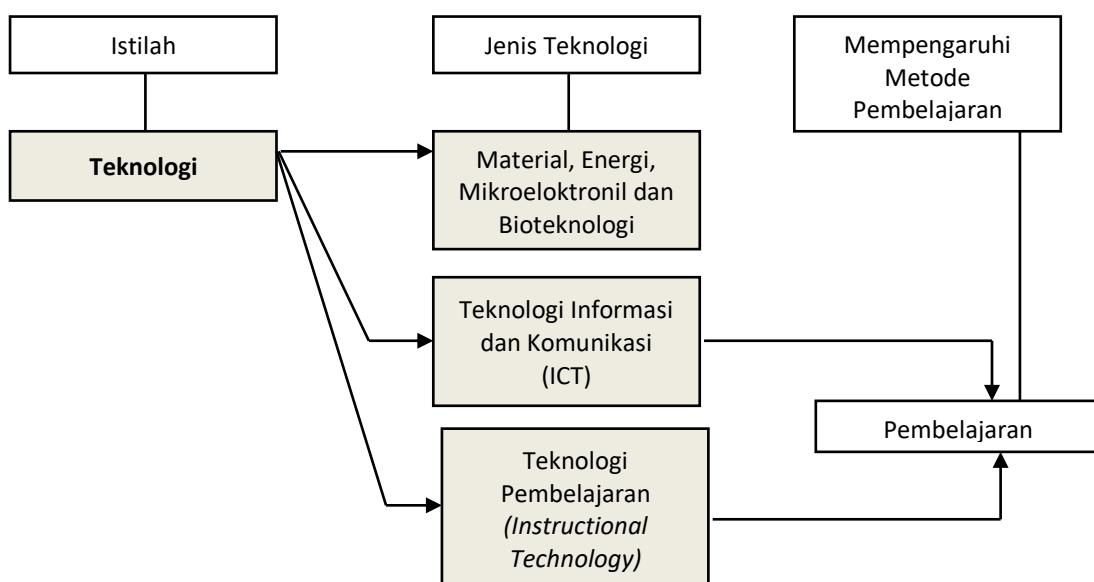 Istilah
Jenis Teknologi
Mempengaruhi
Metode
Pembelajaran
Teknologi
Material, Energi,
Mikroeloktronil dan
Bioteknologi
Teknologi Informasi
dan Komunikasi
(ICT)
Pembelajaran
Teknologi
Pembelajaran
(Instructional
Technology)